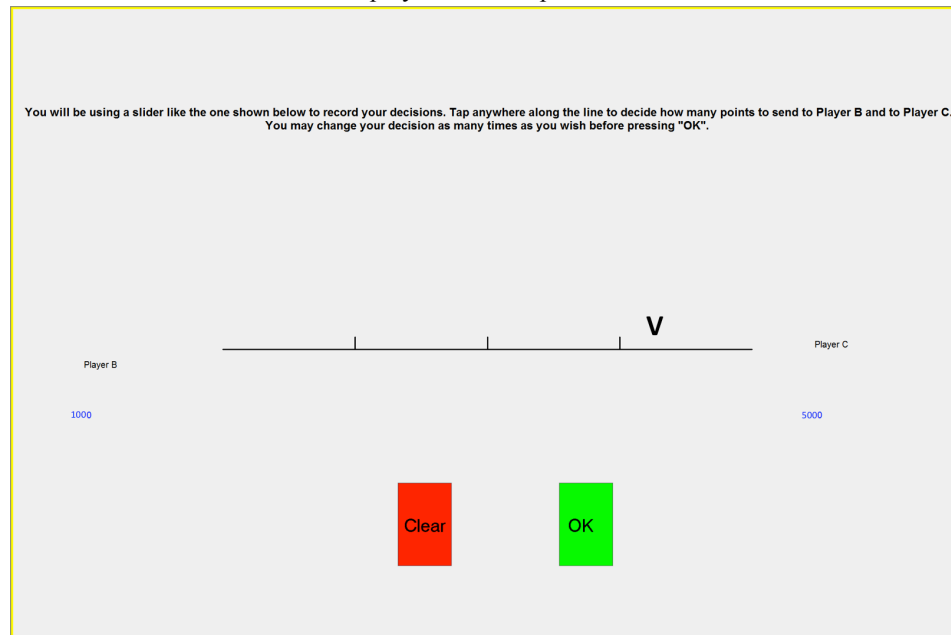 You will be using a slider like the one shown below to record your decisions. Tap anywhere along the line to decide how many points to send to Player B and to Player C.
You may change your decision as many times as you wish before pressing "OK".
V
Player C
Player B
1000
5000
Clear
OK